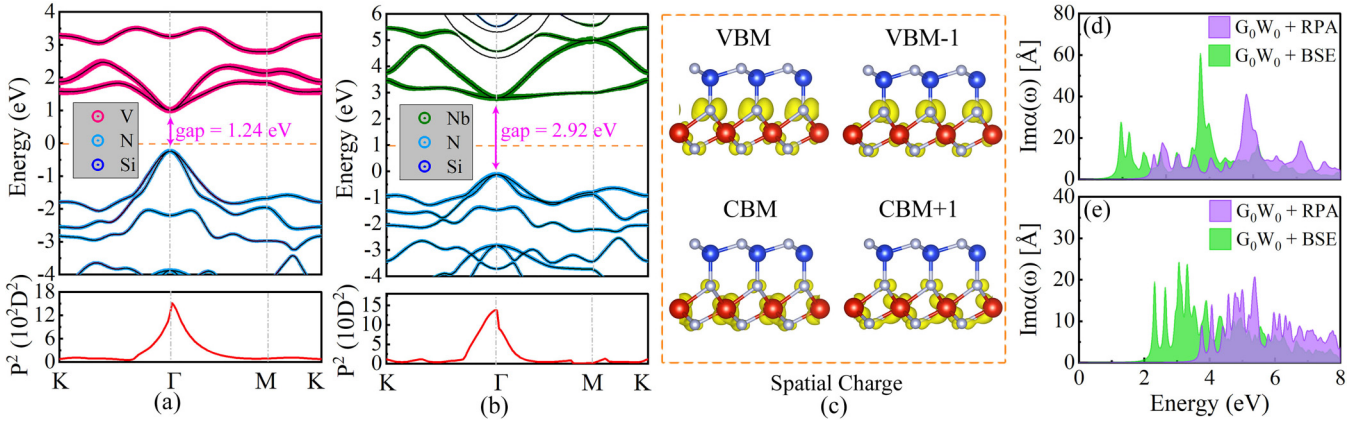 (a)
Energy (eV)
4
3
2
1
0
-1
-2
-3
-4
V
N
Si
gap = 1.24 eV
P² (10²D²)
18
12
6
0
K
Γ
M
K
(b)
Energy (eV)
6
5
4
3
2
1
0
-1
-2
-3
-4
Nb
N
Si
gap = 2.92 eV
P² (10D²)
15
10
5
0
K
Γ
M
K
VBM
VBM-1
CBM
CBM+1
Spatial Charge
(c)
(d)
Imα(ω) [Å]
80
60
40
20
0
G₀W₀ + RPA
G₀W₀ + BSE
(e)
Imα(ω) [Å]
40
30
20
10
0
G₀W₀ + RPA
G₀W₀ + BSE
0
2
4
6
8
Energy (eV)